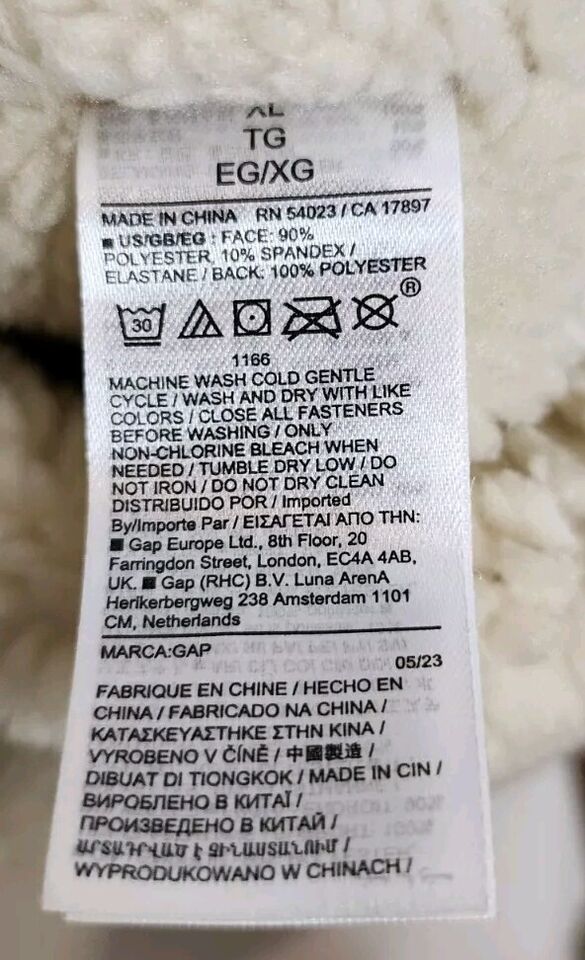 XL
TG
EG/XG
MADE IN CHINA RN 54023 / CA 17897
■ US/GB/EG : FACE: 90%
POLYESTER, 10% SPANDEX /
ELASTANE / BACK: 100% POLYESTER
®
30
1166
MACHINE WASH COLD GENTLE
CYCLE / WASH AND DRY WITH LIKE
COLORS / CLOSE ALL FASTENERS
BEFORE WASHING / ONLY
NON-CHLORINE BLEACH WHEN
NEEDED / TUMBLE DRY LOW / DO
NOT IRON / DO NOT DRY CLEAN
DISTRIBUIDO POR / Imported
By/Importe Par / ΕΙΣΑΓΕΤΑΙ ΑΠΟ ΤΗΝ:
■ Gap Europe Ltd., 8th Floor, 20
Farringdon Street, London, EC4A 4AB,
UK. ■ Gap (RHC) B.V. Luna ArenA
Herikerbergweg 238 Amsterdam 1101
CM, Netherlands
MARCA:GAP
05/23
FABRIQUE EN CHINE / HECHO EN
CHINA / FABRICADO NA CHINA /
ΚΑΤΑΣΚΕΥΑΣΤΗΚΕ ΣΤΗΝ ΚΙΝΑ /
VYROBENO V ČÍNĚ / 中國製造 /
DIBUAT DI TIONGKOK / MADE IN CIN /
ВИРОБЛЕНО В КИТАЇ /
ПРОИЗВЕДЕНО В КИТАЙ /
ԱՐՏԱԴՐՎԱԾ Է ՉԻՆԱՍՏԱՆՈՒՄ /
WYPRODUKOWANO W CHINACH /